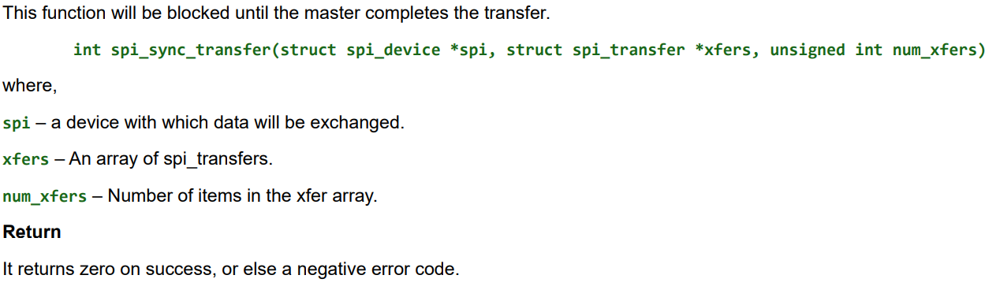 This function will be blocked until the master completes the transfer.
int spi_sync_transfer(struct spi_device *spi, struct spi_transfer *xfers, unsigned int num_xfers)
where,
spi – a device with which data will be exchanged.
xfers – An array of spi_transfers.
num_xfers – Number of items in the xfer array.
Return
It returns zero on success, or else a negative error code.